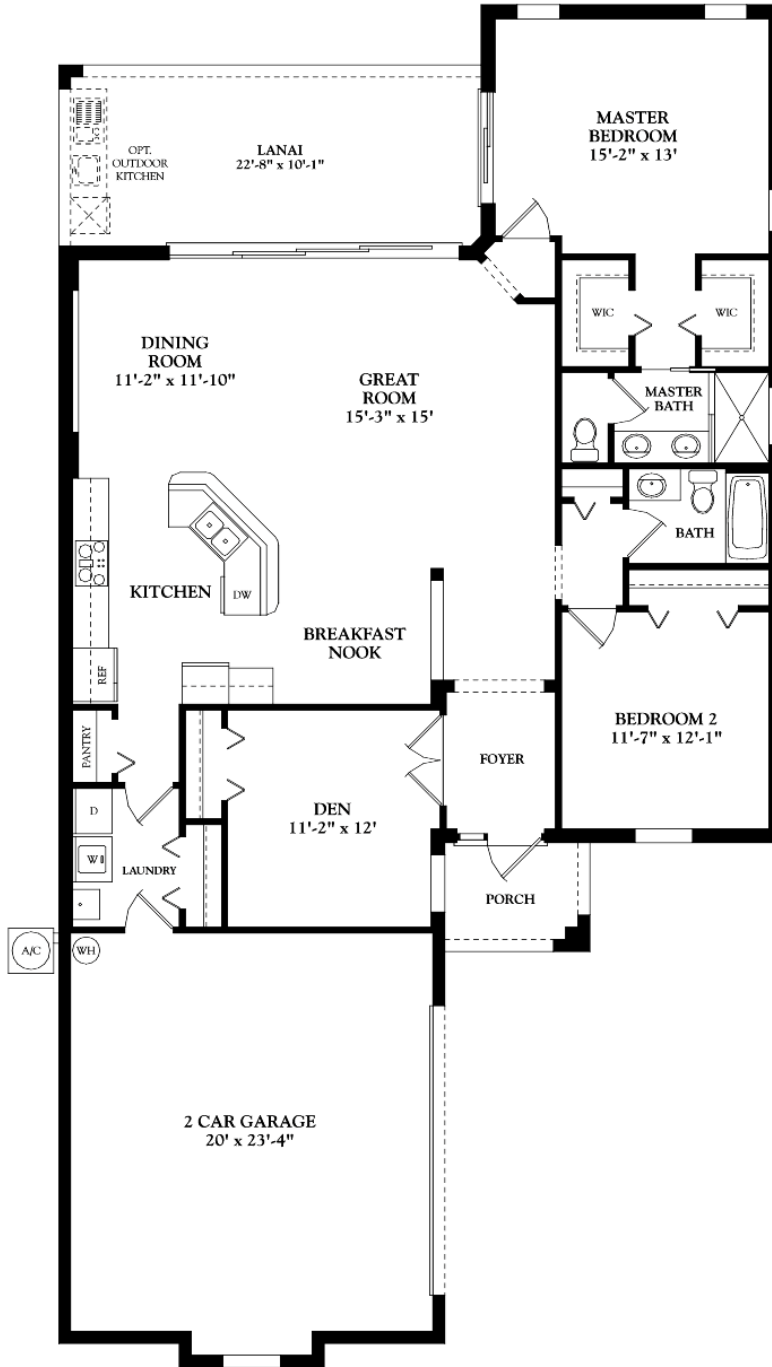 MASTER
BEDROOM
15'-2" x 13'
OPT.
OUTDOOR
KITCHEN
LANAI
22'-8" x 10'-1"
WIC
WIC
DINING
ROOM
11'-2" x 11'-10"
GREAT
ROOM
15'-3" x 15'
MASTER
BATH
BATH
KITCHEN
DW
BREAKFAST
NOOK
REF
BEDROOM 2
11'-7" x 12'-1"
PANTRY
FOYER
DEN
11'-2" x 12'
D
W
LAUNDRY
PORCH
A/C
WH
2 CAR GARAGE
20' x 23'-4"